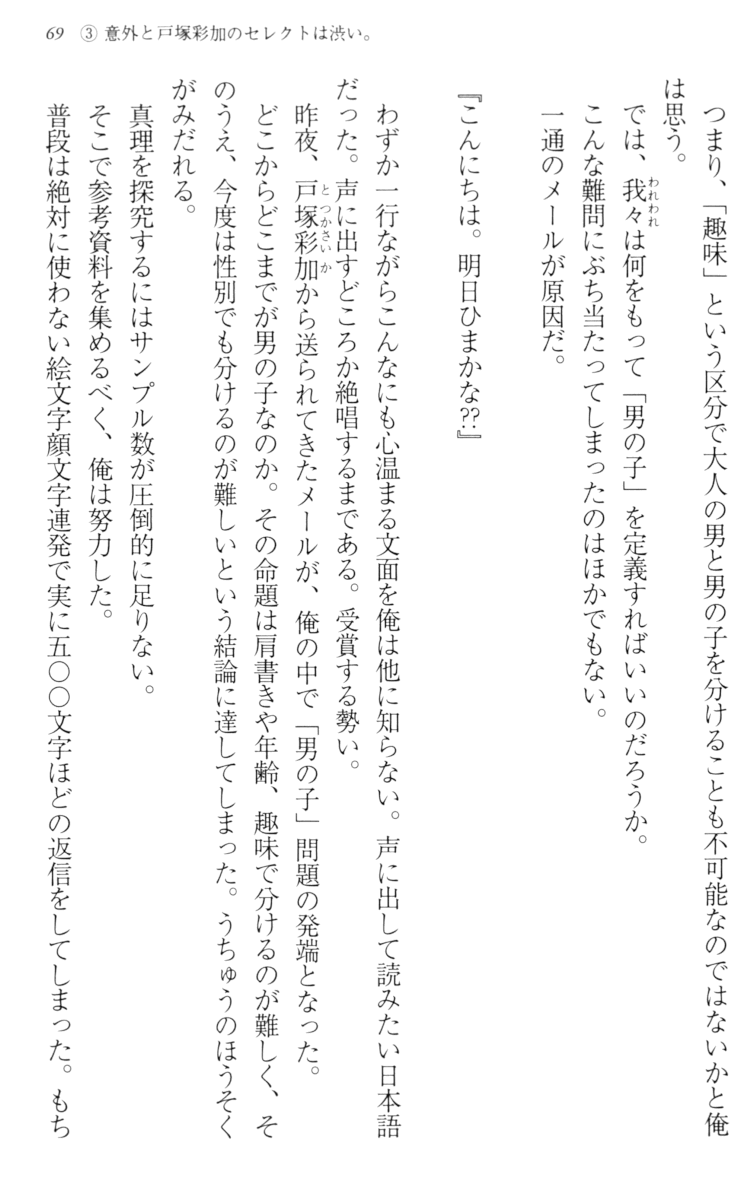 69 ③ 意外と戸塚彩加のセレクトは渋い。
つまり、「趣味」という区分で大人の男と男の子を分けることも不可能なのではないかと俺
は思う。
では、我々は何をもって「男の子」を定義すればいいのだろうか。
われわれ
こんな難問にぶち当たってしまったのはほかでもない。
一通のメールが原因だ。
『こんにちは。明日ひまかな??』
わずか一行ながらこんなにも心温まる文面を俺は他に知らない。声に出して読みたい日本語
だった。声に出すどころか絶唱するまである。受賞する勢い。
昨夜、戸塚彩加から送られてきたメールが、俺の中で「男の子」問題の発端となった。
とつかさいか
どこからどこまでが男の子なのか。その命題は肩書きや年齢、趣味で分けるのが難しく、そ
のうえ、今度は性別でも分けるのが難しいという結論に達してしまった。うちゅうのほうそく
がみだれる。
真理を探究するにはサンプル数が圧倒的に足りない。
そこで参考資料を集めるべく、俺は努力した。
普段は絶対に使わない絵文字顔文字連発で実に五〇〇文字ほどの返信をしてしまった。もち